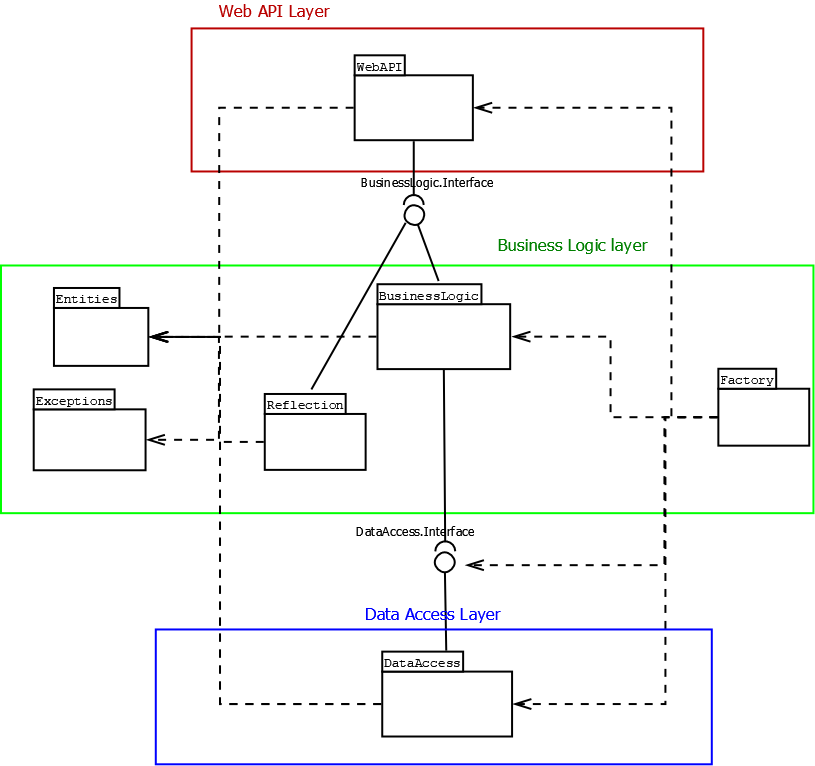 Web API Layer
WebAPI
BusinessLogic.Interface
Business Logic layer
Entities
BusinessLogic
Factory
Exceptions
Reflection
DataAccess.Interface
Data Access Layer
DataAccess